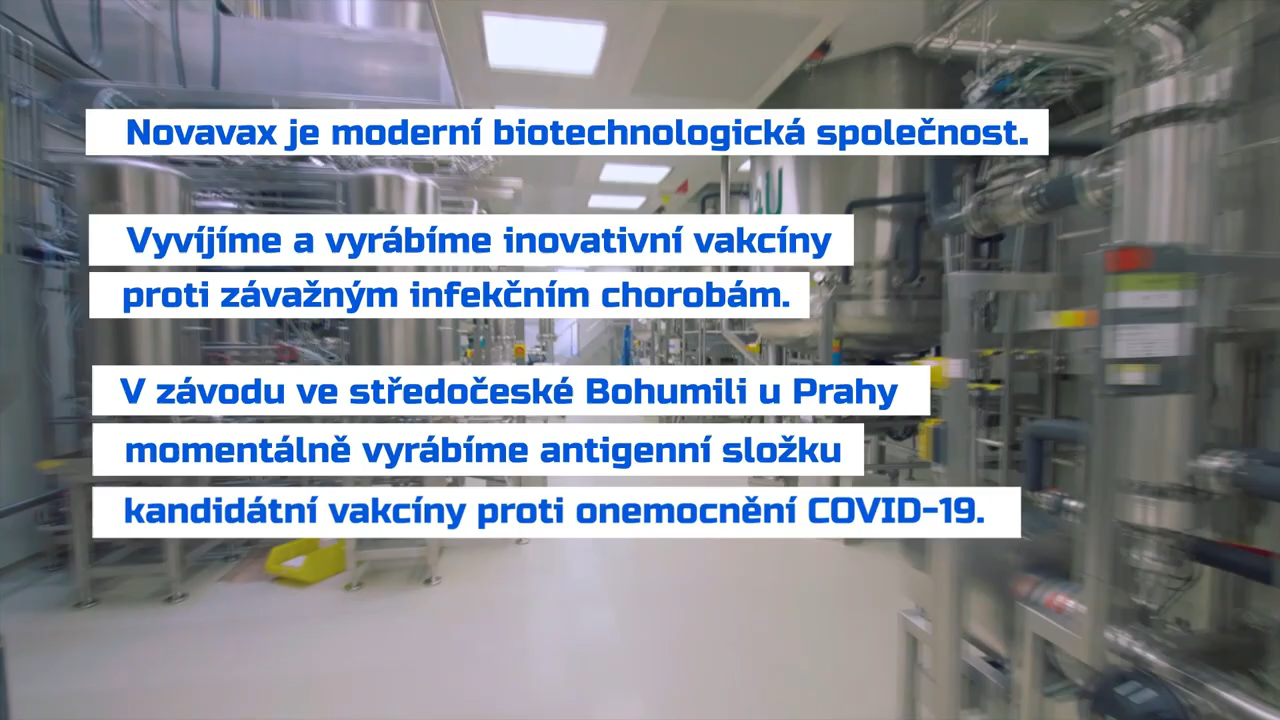 Novavax je moderní biotechnologická společnost.
Vyvíjíme a vyrábíme inovativní vakcíny
proti závažným infekčním chorobám.
V závodu ve středočeské Bohumili u Prahy
momentálně vyrábíme antigenní složku
kandidátní vakcíny proti onemocnění COVID-19.